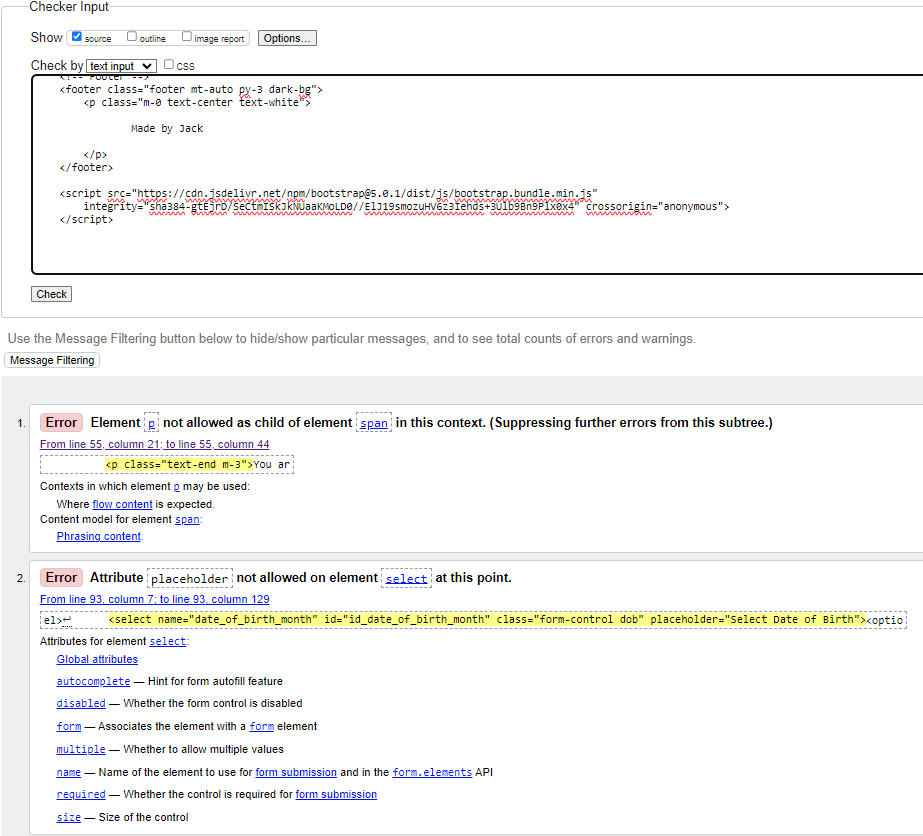 Checker Input
Show source outline image report Options...
Check by text input css
<!-- Footer -->
<footer class="footer mt-auto py-3 dark-bg">
<p class="m-0 text-center text-white">
Made by Jack
</p>
</footer>
<script src="https://cdn.jsdelivr.net/npm/bootstrap@5.0.1/dist/js/bootstrap.bundle.min.js"
integrity="sha384-gtEjrD/SeCtmISkJkNUaaKMoLD0//ElJ19smozuHV6z3Iehds+3Ulb9Bn9Plx0x4" crossorigin="anonymous">
</script>
Check
Use the Message Filtering button below to hide/show particular messages, and to see total counts of errors and warnings.
Message Filtering
1. Error Element p not allowed as child of element span in this context. (Suppressing further errors from this subtree.)
From line 55, column 21; to line 55, column 44
<p class="text-end m-3">You ar
Contexts in which element p may be used:
Where flow content is expected.
Content model for element span:
Phrasing content.
2. Error Attribute placeholder not allowed on element select at this point.
From line 93, column 7; to line 93, column 129
el>↩ <select name="date_of_birth_month" id="id_date_of_birth_month" class="form-control dob" placeholder="Select Date of Birth"><optio
Attributes for element select:
Global attributes
autocomplete — Hint for form autofill feature
disabled — Whether the form control is disabled
form — Associates the element with a form element
multiple — Whether to allow multiple values
name — Name of the element to use for form submission and in the form.elements API
required — Whether the control is required for form submission
size — Size of the control